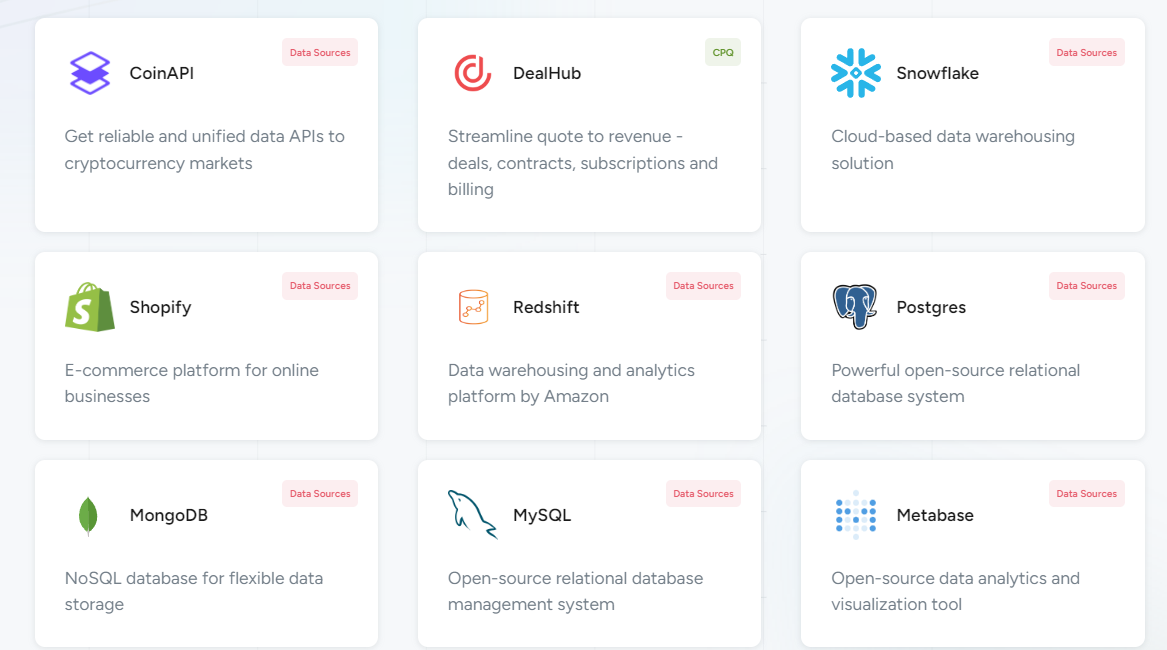 Data Sources
CoinAPI
Get reliable and unified data APIs to
cryptocurrency markets
CPQ
DealHub
Streamline quote to revenue -
deals, contracts, subscriptions and
billing
Data Sources
Snowflake
Cloud-based data warehousing
solution
Data Sources
Shopify
E-commerce platform for online
businesses
Data Sources
Redshift
Data warehousing and analytics
platform by Amazon
Data Sources
Postgres
Powerful open-source relational
database system
Data Sources
MongoDB
NoSQL database for flexible data
storage
Data Sources
MySQL
Open-source relational database
management system
Data Sources
Metabase
Open-source data analytics and
visualization tool